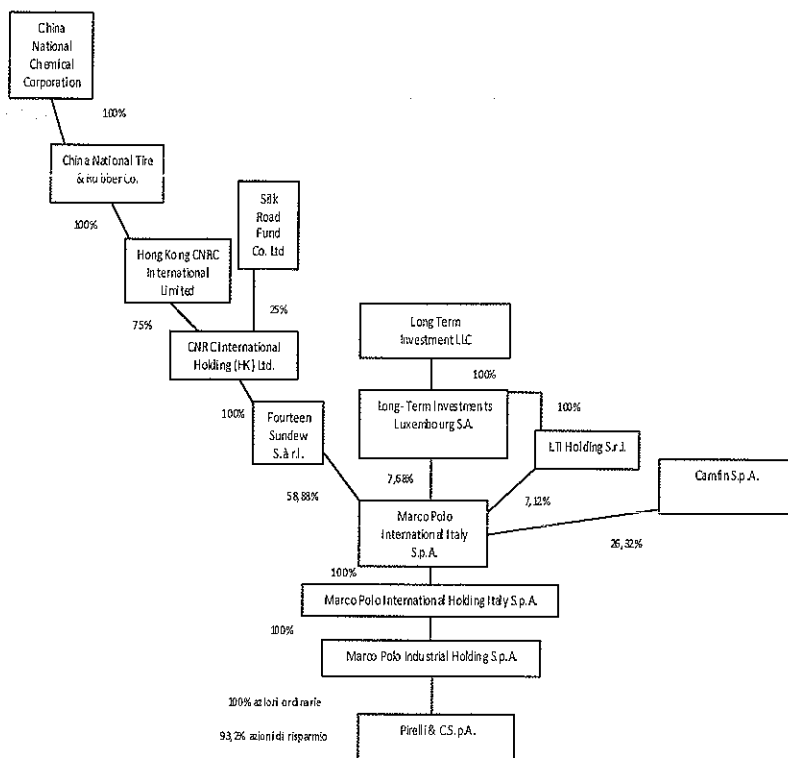 China
National
Chemical
Corporation
100%
China National Tire
& Rubber Co.
100%
Silk
Road
Fund
Co. Ltd
Hong Kong CNRC
International
Limited
75%
25%
CNRC International
Holding (HK) Ltd.
Long Term
Investment LLC
100%
100%
Fourteen
Sundew
S.à r.l.
Long- Term Investments
Luxembourg S.A.
100%
LTI Holding S.r.l.
Camfin S.p.A.
58,88%
7,68%
7,12%
26,32%
Marco Polo
International Italy
S.p.A.
100%
Marco Polo International Holding Italy S.p.A.
100%
Marco Polo Industrial Holding S.p.A.
100% azioni ordinarie
93,2% azioni di risparmio
Pirelli & C.S.p.A.